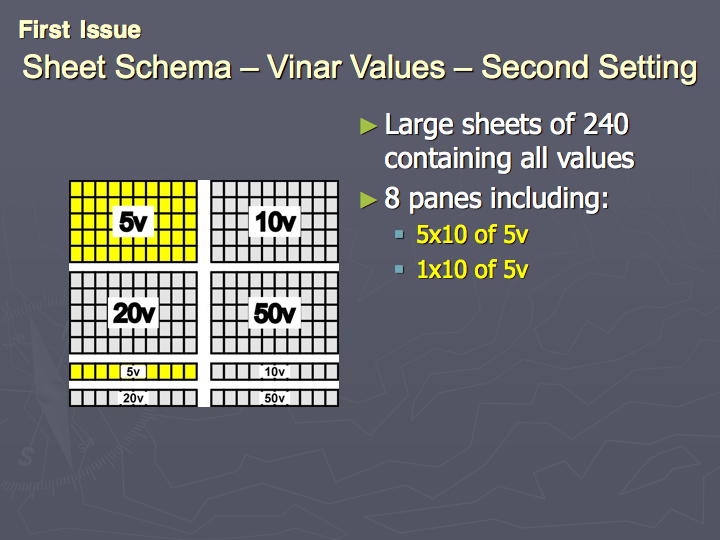 First Issue
Sheet Schema – Vinar Values – Second Setting
► Large sheets of 240
containing all values
► 8 panes including:
▪ 5x10 of 5v
▪ 1x10 of 5v
5v 10v
20v 50v
5v 10v
20v 50v
S